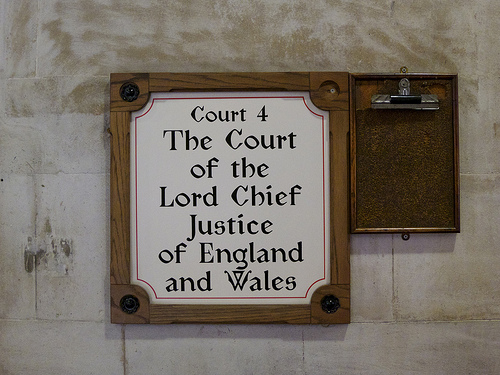 Court 4
The Court
of the
Lord Chief
Justice
of England
and Wales